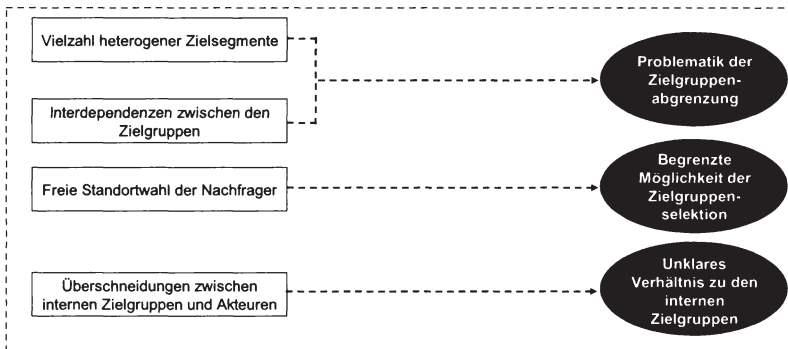 Vielzahl heterogener Zielsegmente
Interdependenzen zwischen den
Zielgruppen
Problematik der
Zielgruppen-
abgrenzung
Freie Standortwahl der Nachfrager
Begrenzte
Möglichkeit der
Zielgruppen-
selektion
Überschneidungen zwischen
internen Zielgruppen und Akteuren
Unklares
Verhältnis zu den
internen
Zielgruppen